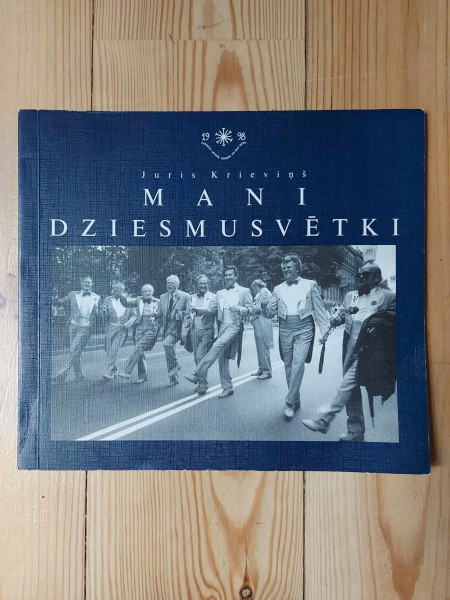 19 98
Juris Krieviņš
MANI
DZIESMUSVĒTKI